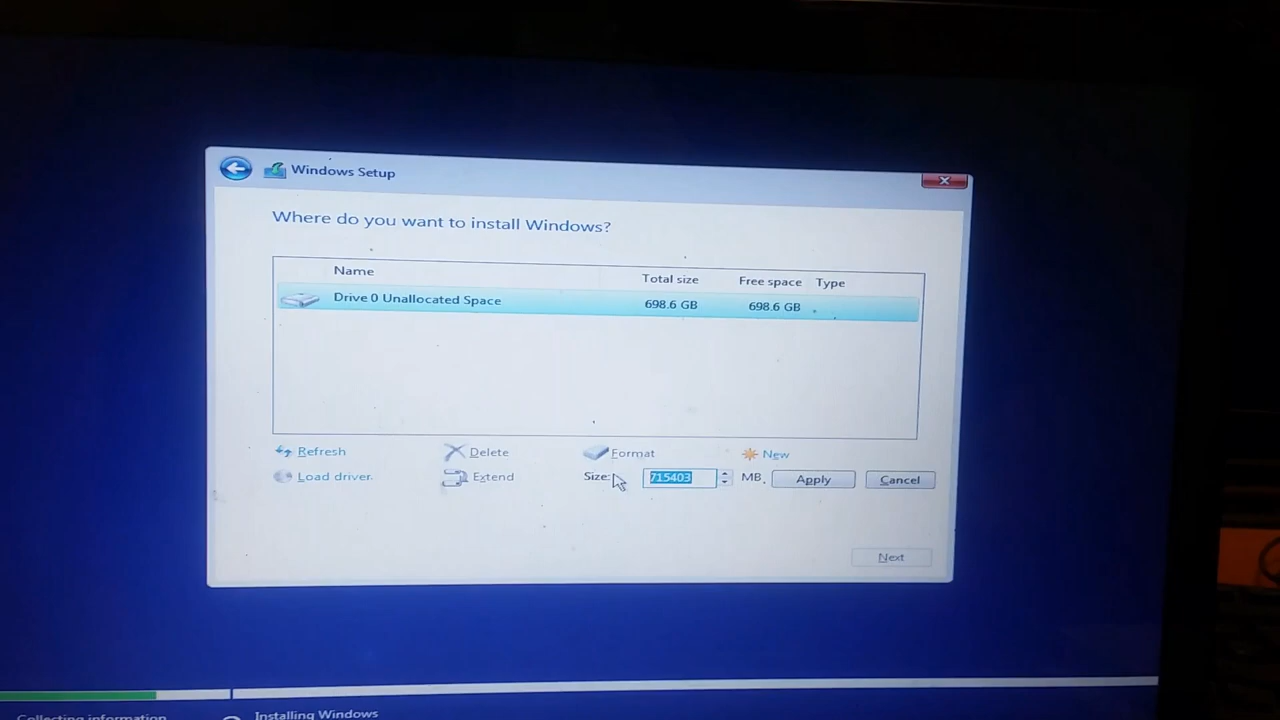 Windows Setup
Where do you want to install Windows?
Name Total size Free space Type
Drive 0 Unallocated Space 698.6 GB 698.6 GB
Refresh Delete Format New
Load driver Extend Size: 715403 MB Apply Cancel
Next
Collecting information Installing Windows